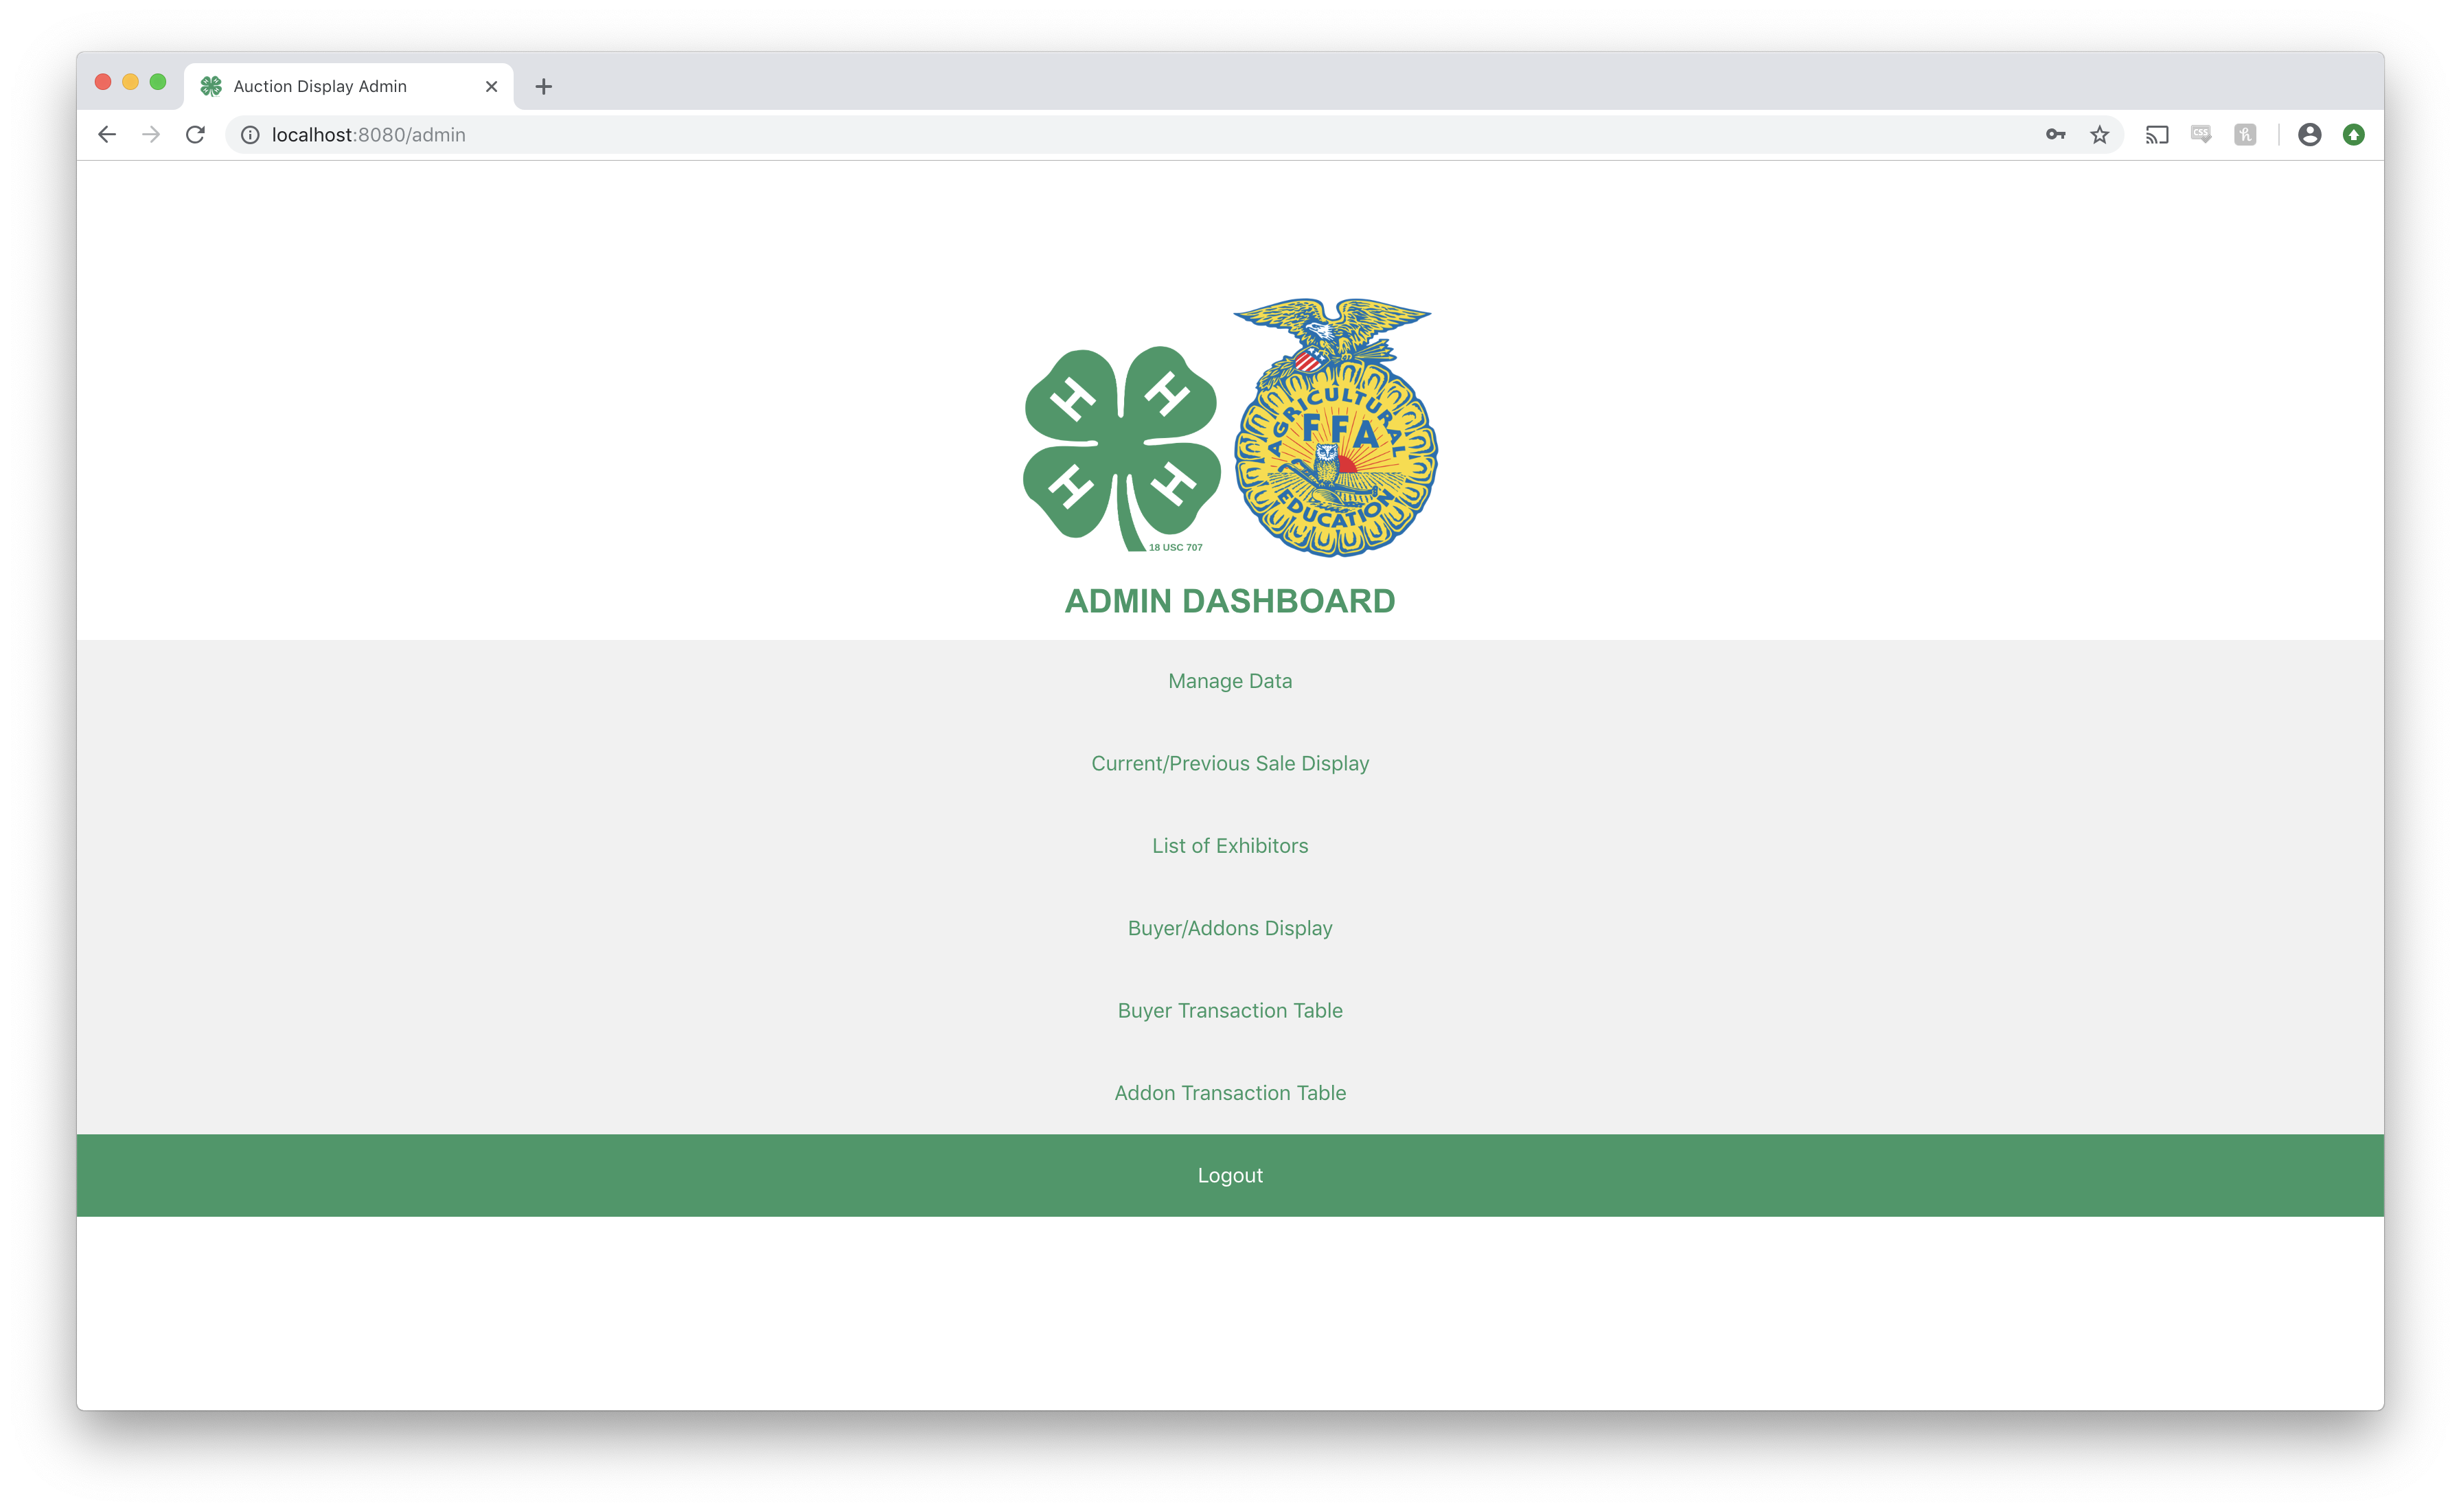 Auction Display Admin
localhost:8080/admin
CSS
h
H H
H H
18 USC 707
AGRICULTURAL
FFA
EDUCATION
ADMIN DASHBOARD
Manage Data
Current/Previous Sale Display
List of Exhibitors
Buyer/Addons Display
Buyer Transaction Table
Addon Transaction Table
Logout